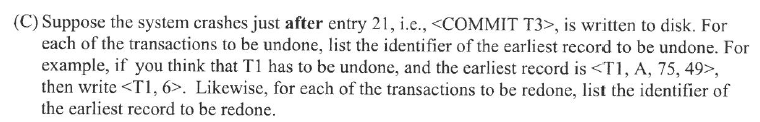 (C) Suppose the system crashes just after entry 21, i.e., <COMMIT T3>, is written to disk. For
each of the transactions to be undone, list the identifier of the earliest record to be undone. For
example, if you think that T1 has to be undone, and the earliest record is <T1, A, 75, 49>,
then write <T1, 6>. Likewise, for each of the transactions to be redone, list the identifier of
the earliest record to be redone.